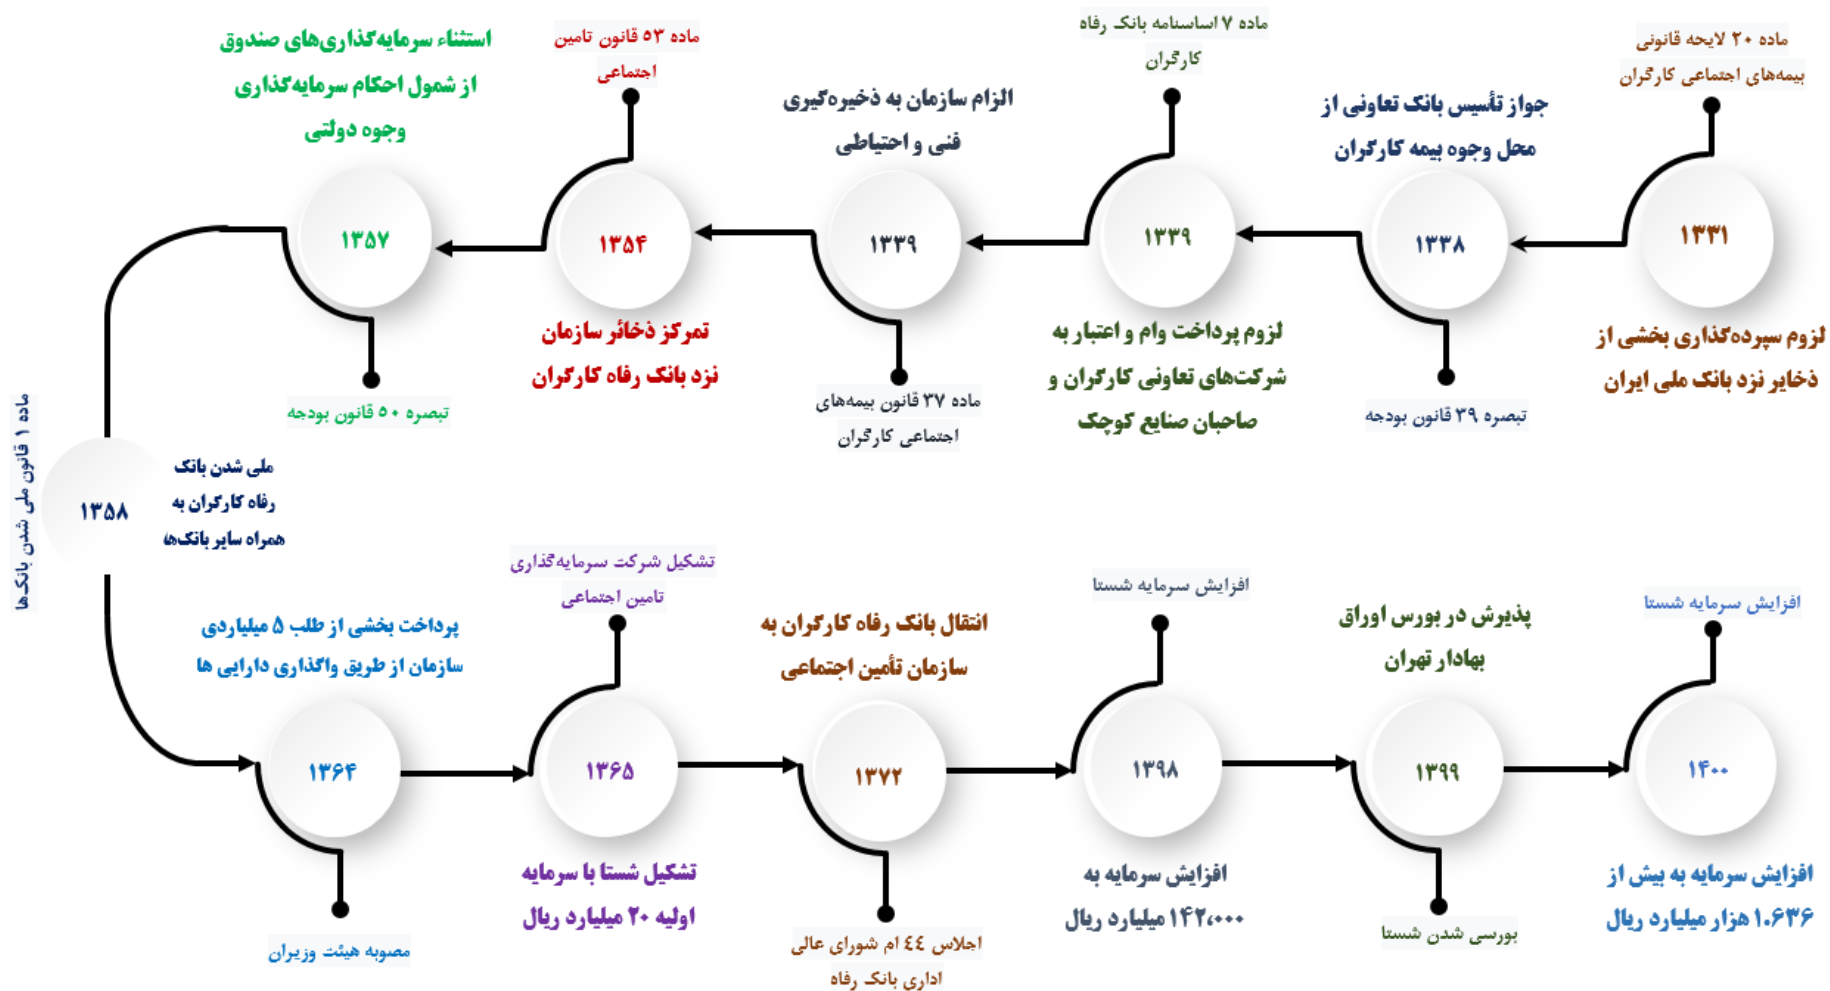 ماده ۲۰ لایحه قانونی
بیمه‌های اجتماعی کارگران
۱۳۳۱
لزوم سپرده‌گذاری بخشی از
ذخایر نزد بانک ملی ایران
جواز تأسیس بانک تعاونی از
محل وجوه بیمه کارگران
۱۳۳۸
تبصره ۳۹ قانون بودجه
ماده ۷ اساسنامه بانک رفاه
کارگران
۱۳۳۹
لزوم پرداخت وام و اعتبار به
شرکت‌های تعاونی کارگران و
صاحبان صنایع کوچک
الزام سازمان به ذخیره‌گیری
فنی و احتیاطی
۱۳۳۹
ماده ۳۷ قانون بیمه‌های
اجتماعی کارگران
ماده ۵۳ قانون تامین
اجتماعی
۱۳۵۴
تمرکز ذخائر سازمان
نزد بانک رفاه کارگران
استثناء سرمایه‌گذاری‌های صندوق
از شمول احکام سرمایه‌گذاری
وجوه دولتی
۱۳۵۷
تبصره ۵۰ قانون بودجه
ماده ۱ قانون ملی شدن بانک‌ها
۱۳۵۸
ملی شدن بانک
رفاه کارگران به
همراه سایر بانک‌ها
پرداخت بخشی از طلب ۵ میلیاردی
سازمان از طریق واگذاری دارایی ها
۱۳۶۴
مصوبه هیئت وزیران
تشکیل شرکت سرمایه‌گذاری
تامین اجتماعی
۱۳۶۵
تشکیل شستا با سرمایه
اولیه ۲۰ میلیارد ریال
انتقال بانک رفاه کارگران به
سازمان تأمین اجتماعی
۱۳۷۲
اجلاس ٤٤ ام شورای عالی
اداری بانک رفاه
افزایش سرمایه شستا
۱۳۹۸
افزایش سرمایه به
۱۴۲،۰۰۰ میلیارد ریال
پذیرش در بورس اوراق
بهادار تهران
۱۳۹۹
بورسی شدن شستا
افزایش سرمایه شستا
۱۴۰۰
افزایش سرمایه به بیش از
۱.۶۳۶ هزار میلیارد ریال